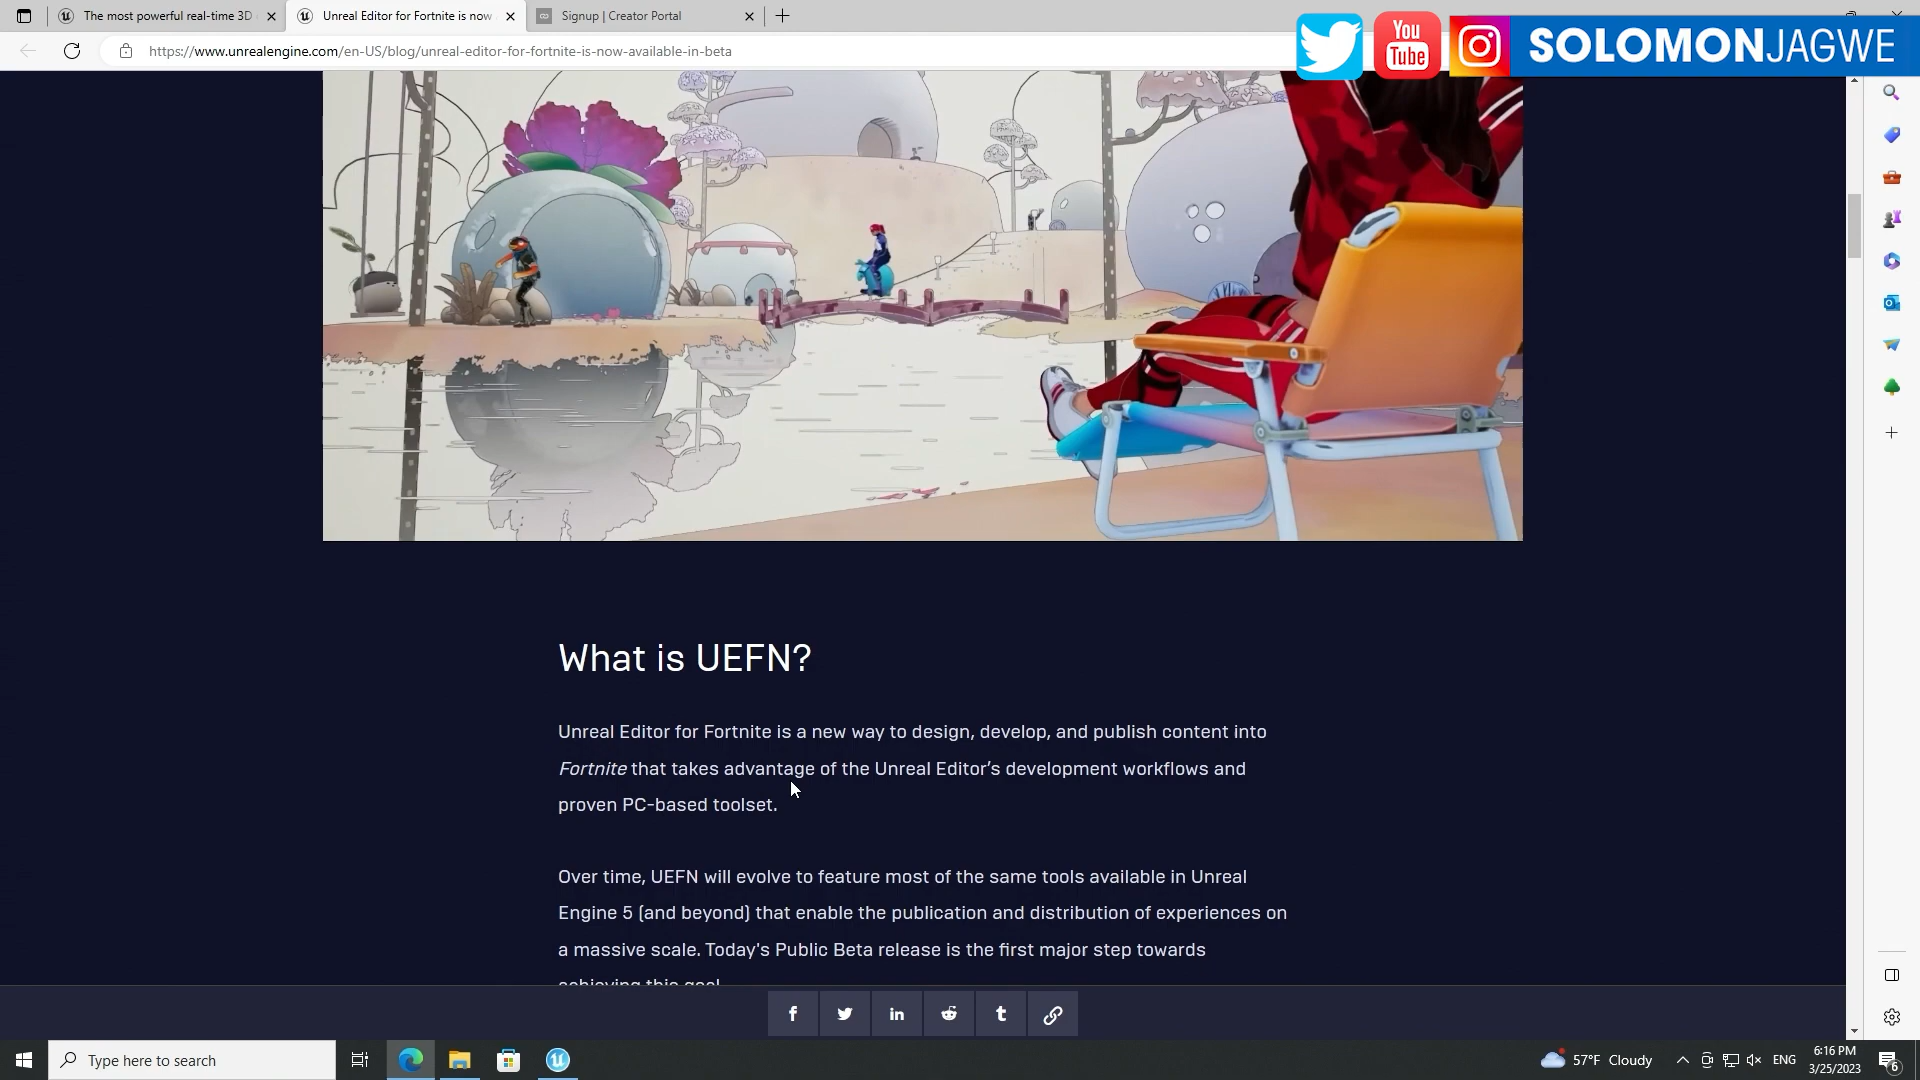 The most powerful real-time 3D
Unreal Editor for Fortnite is now
Signup | Creator Portal
https://www.unrealengine.com/en-US/blog/unreal-editor-for-fortnite-is-now-available-in-beta
You
Tube
SOLOMONJAGWE
What is UEFN?
Unreal Editor for Fortnite is a new way to design, develop, and publish content into
Fortnite that takes advantage of the Unreal Editor’s development workflows and
proven PC-based toolset.
Over time, UEFN will evolve to feature most of the same tools available in Unreal
Engine 5 (and beyond) that enable the publication and distribution of experiences on
a massive scale. Today's Public Beta release is the first major step towards
achieving this goal.
Type here to search
57°F Cloudy
ENG
6:16 PM
3/25/2023
6